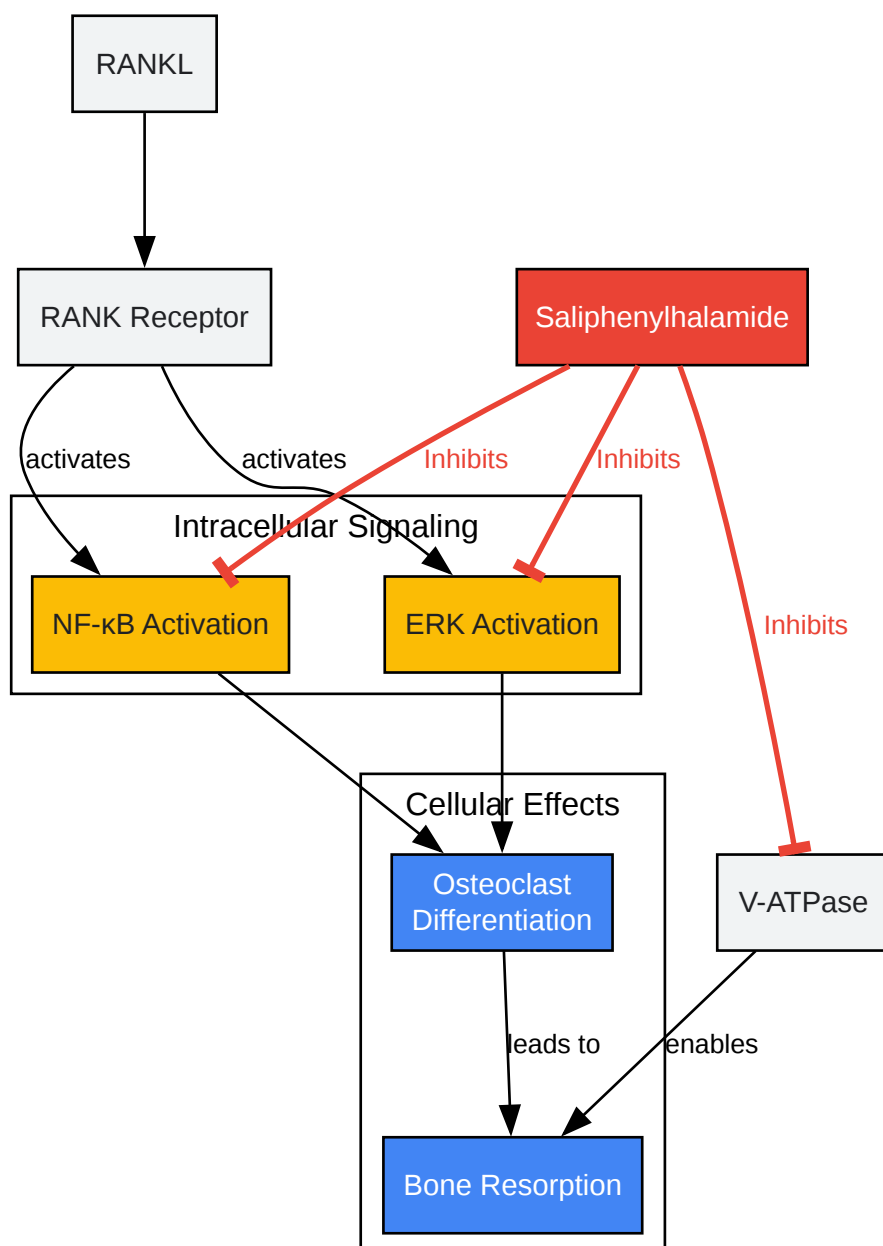 RANKL
RANK Receptor
Saliphenylhalamide
activates
activates
Inhibits
Inhibits
Intracellular Signaling
NF-κB Activation
ERK Activation
Inhibits
Cellular Effects
Osteoclast
Differentiation
V-ATPase
leads to
enables
Bone Resorption